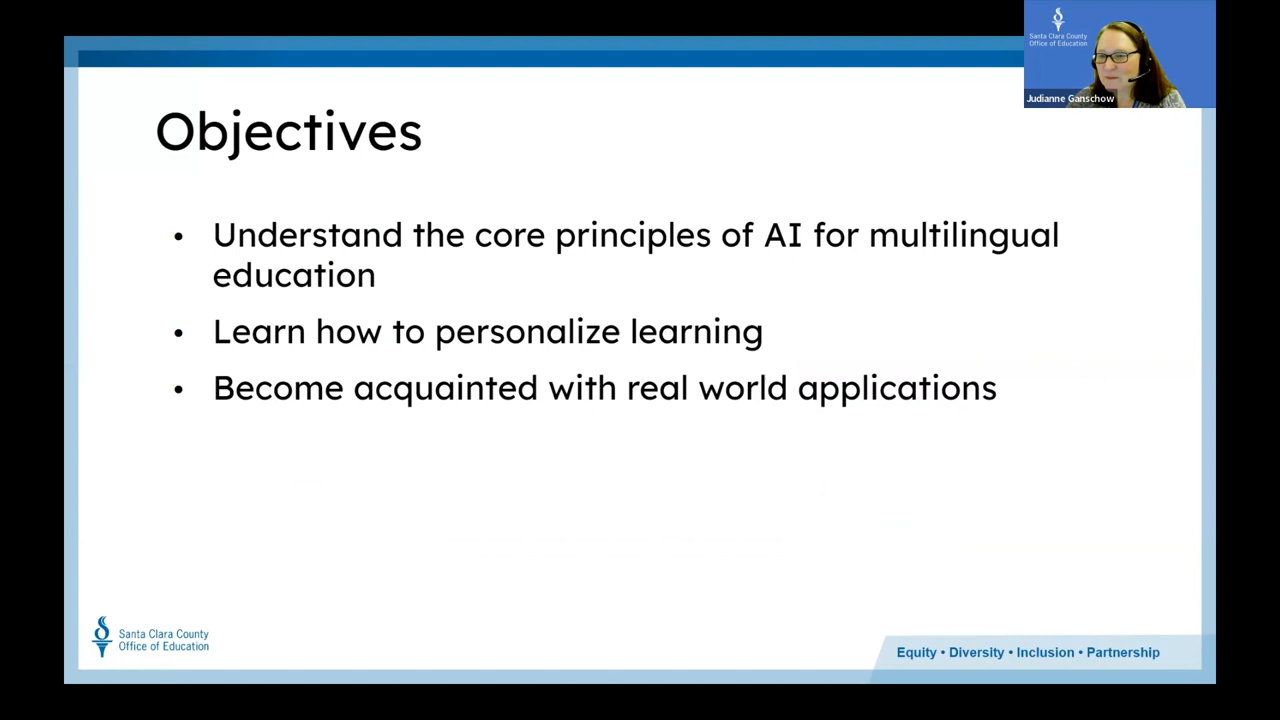 Santa Clara County
Office of Education
Judianne Ganschow
Objectives
• Understand the core principles of AI for multilingual
education
• Learn how to personalize learning
• Become acquainted with real world applications
Santa Clara County
Office of Education
Equity • Diversity • Inclusion • Partnership